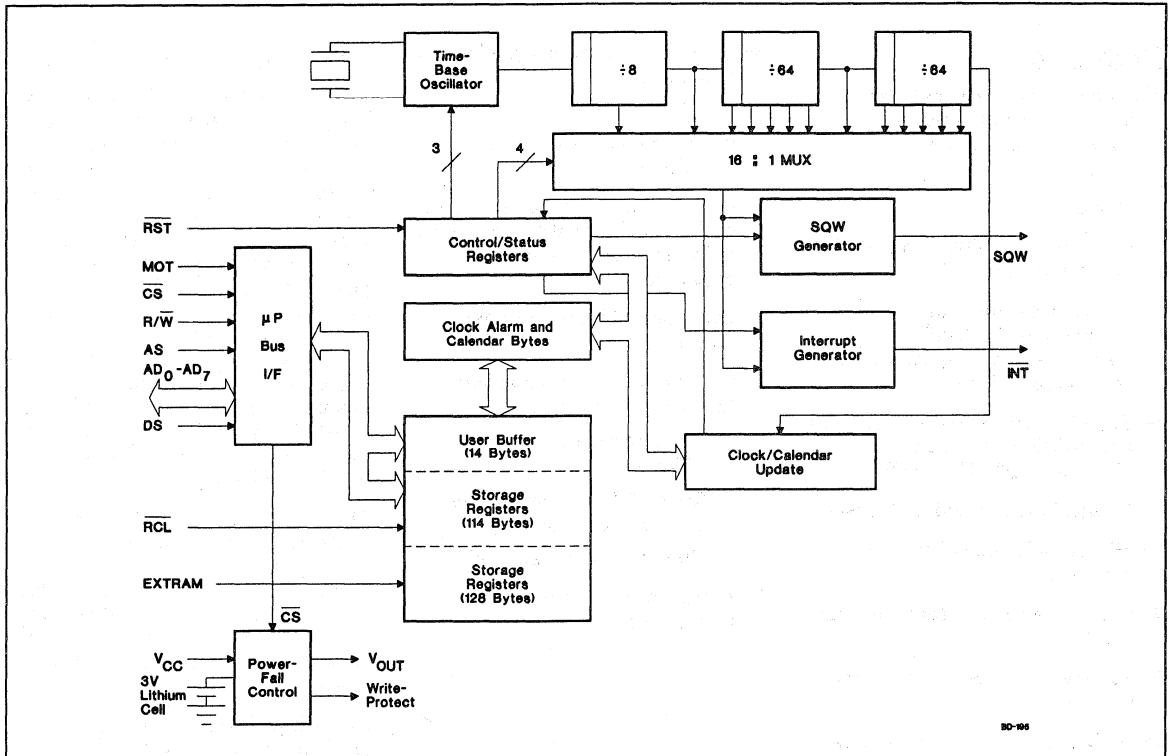 Time-
Base
Oscillator
÷8
÷64
÷64
3
4
16 : 1 MUX
RST
Control/Status
Registers
SQW
Generator
SQW
MOT
CS
R/W
AS
AD0-AD7
DS
μP
Bus
I/F
Clock Alarm and
Calendar Bytes
Interrupt
Generator
INT
User Buffer
(14 Bytes)
Clock/Calendar
Update
Storage
Registers
(114 Bytes)
RCL
Storage
Registers
(128 Bytes)
EXTRAM
CS
VCC
3V
Lithium
Cell
Power-
Fail
Control
VOUT
Write-
Protect
BD-196